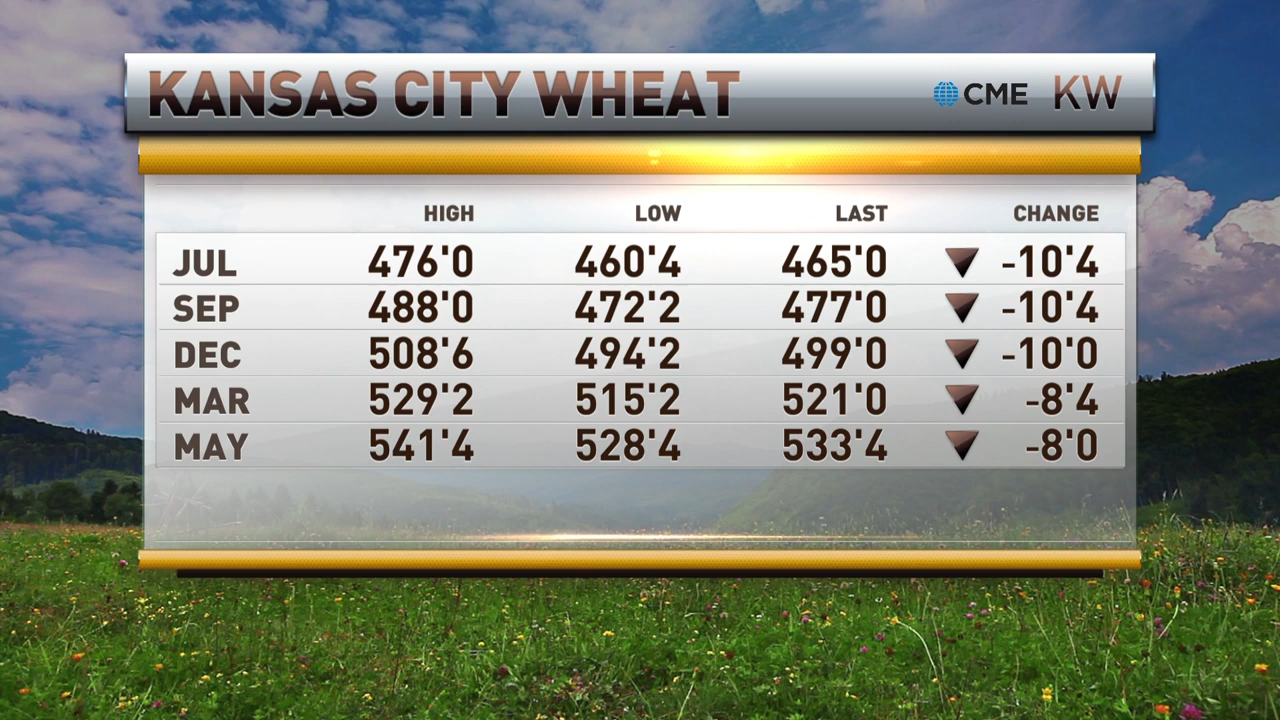 KANSAS CITY WHEAT CME KW
HIGH LOW LAST CHANGE
JUL 476'0 460'4 465'0 -10'4
SEP 488'0 472'2 477'0 -10'4
DEC 508'6 494'2 499'0 -10'0
MAR 529'2 515'2 521'0 -8'4
MAY 541'4 528'4 533'4 -8'0